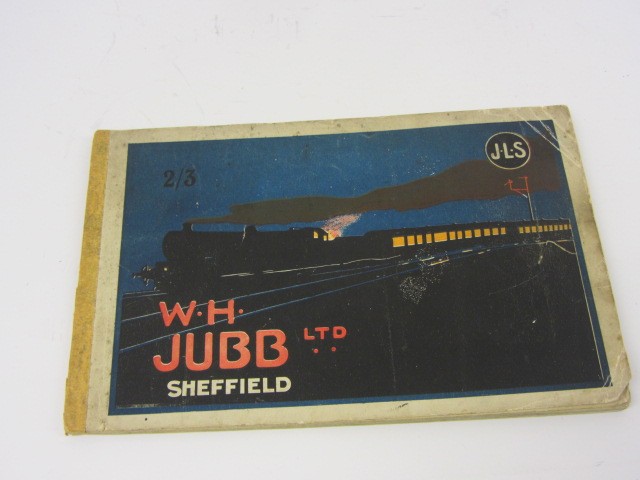 J·L·S
2/3
W·H·
JUBB LTD
SHEFFIELD